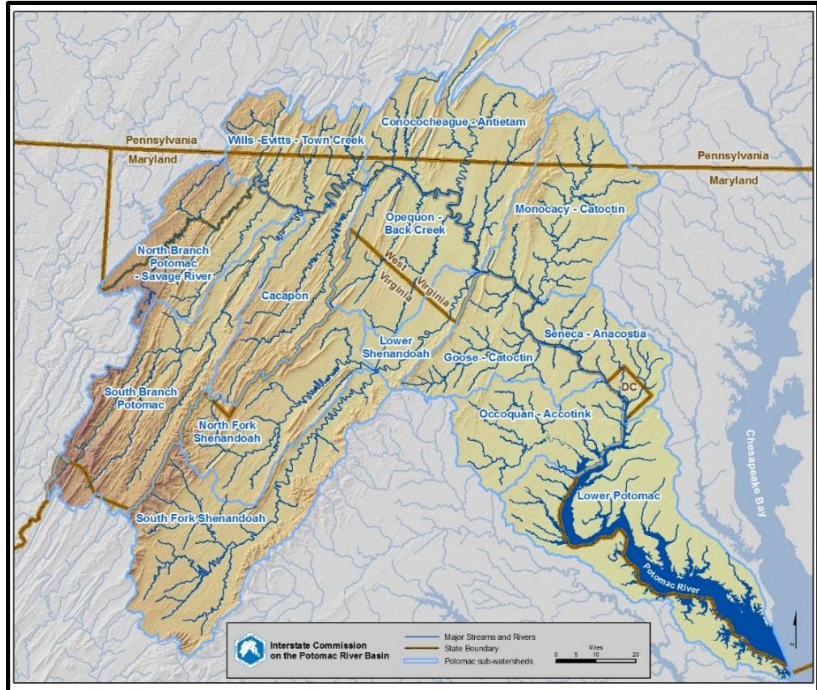 Pennsylvania
Maryland
Wills -Evitts - Town Creek
Conococheague - Antietam
Pennsylvania
Maryland
Monocacy - Catoctin
Opequon -
Back Creek
North Branch
Potomac
- Savage River
Cacapon
West Virginia
Virginia
Lower
Shenandoah
Goose - Catoctin
Seneca - Anacostia
DC
South Branch
Potomac
North Fork
Shenandoah
Occoquan - Accotink
South Fork Shenandoah
Lower Potomac
Potomac River
Chesapeake Bay
Interstate Commission
on the Potomac River Basin
Major Streams and Rivers
State Boundary
Potomac sub-watersheds
Miles
0 5 10 20